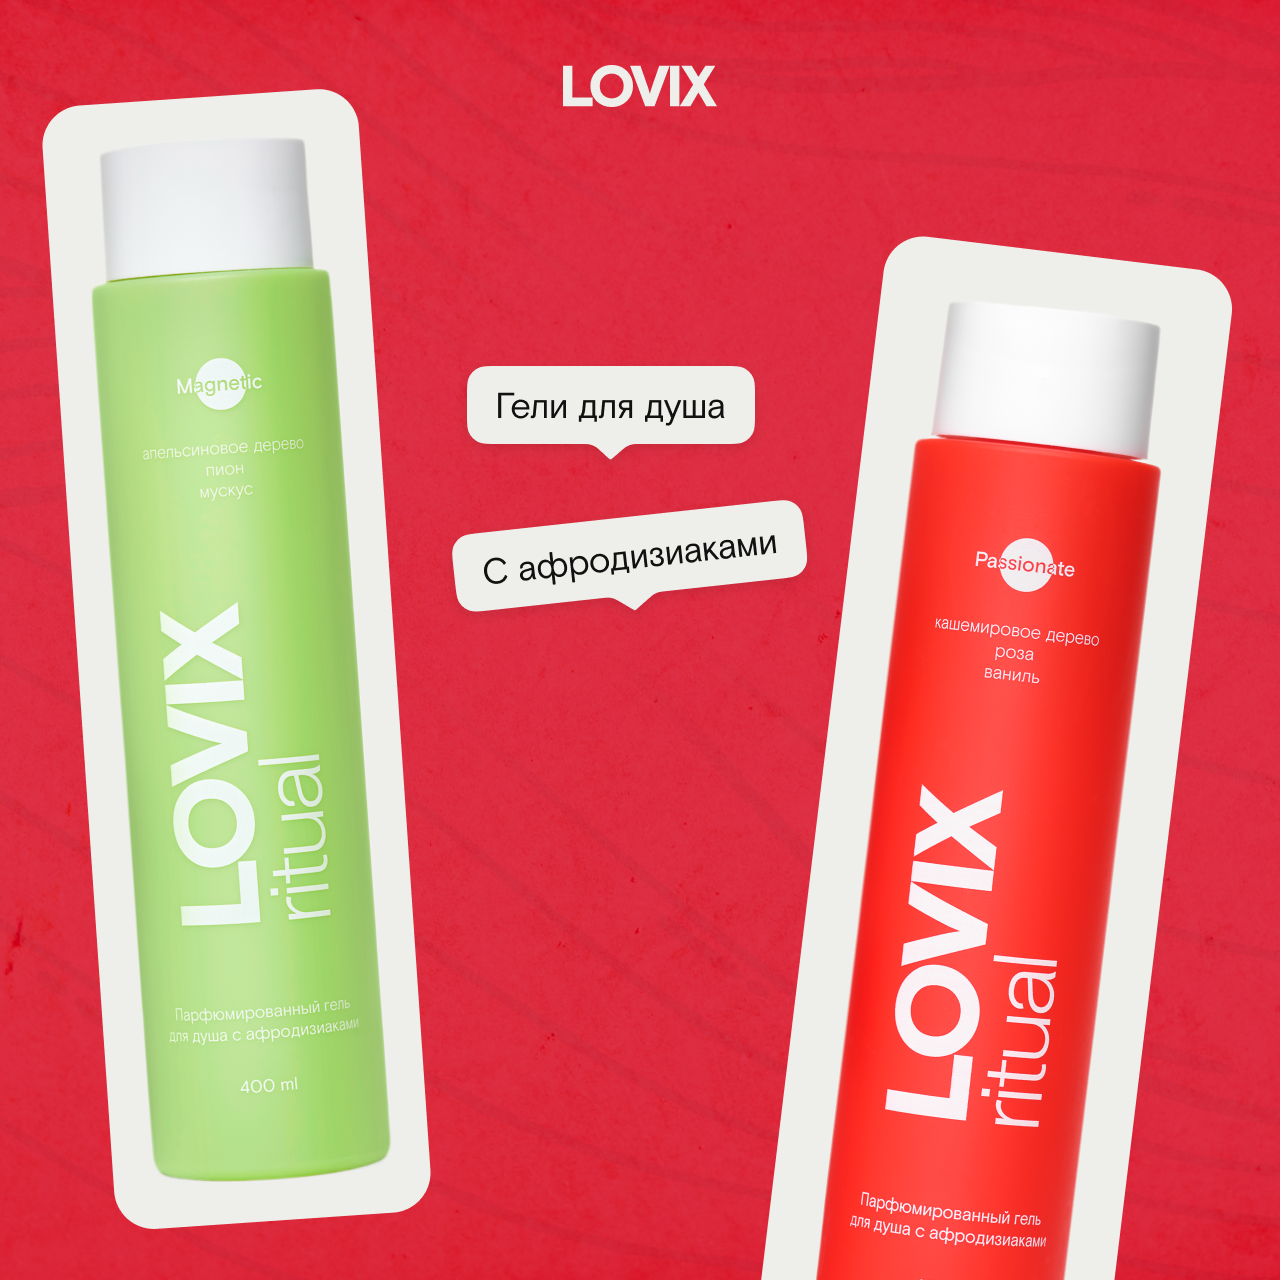 LOVIX
Magnetic
апельсиновое дерево
пион
мускус
LOVIX
ritual
Парфюмированный гель
для душа с афродизиаками
400 ml
Гели для душа
С афродизиаками
Passionate
кашемировое дерево
роза
ваниль
LOVIX
ritual
Парфюмированный гель
для душа с афродизиаками